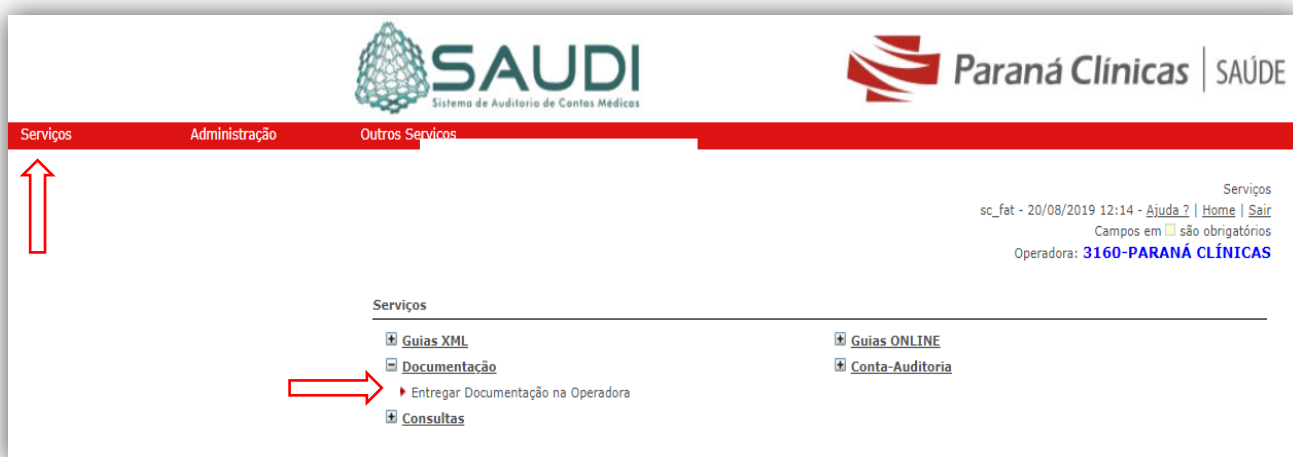 SAUDI
Sistema de Auditoria de Contas Médicas
Paraná Clínicas | SAÚDE
Serviços Administração Outros Serviços
Serviços
sc_fat - 20/08/2019 12:14 - Ajuda ? | Home | Sair
Campos em são obrigatórios
Operadora: 3160-PARANÁ CLÍNICAS
Serviços
Guias XML
Guias ONLINE
Documentação
Conta-Auditoria
Entregar Documentação na Operadora
Consultas